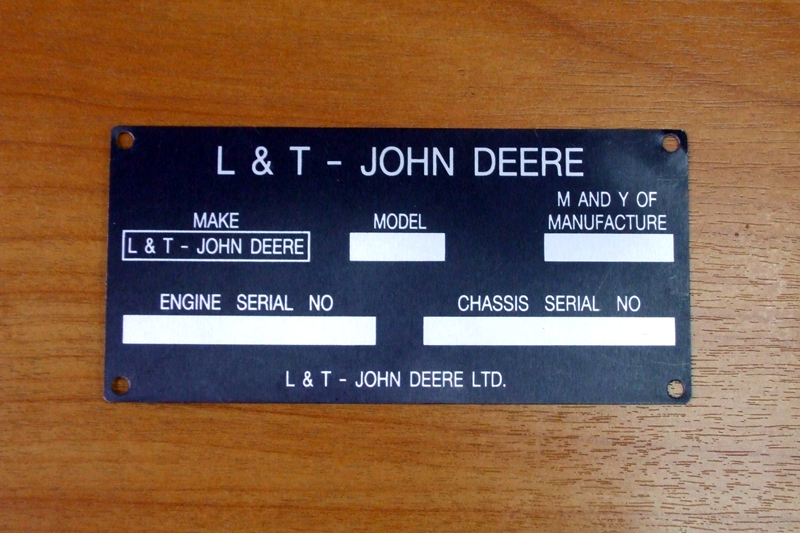 L & T - JOHN DEERE
MAKE
L & T - JOHN DEERE
MODEL
M AND Y OF
MANUFACTURE
ENGINE SERIAL NO
CHASSIS SERIAL NO
L & T - JOHN DEERE LTD.